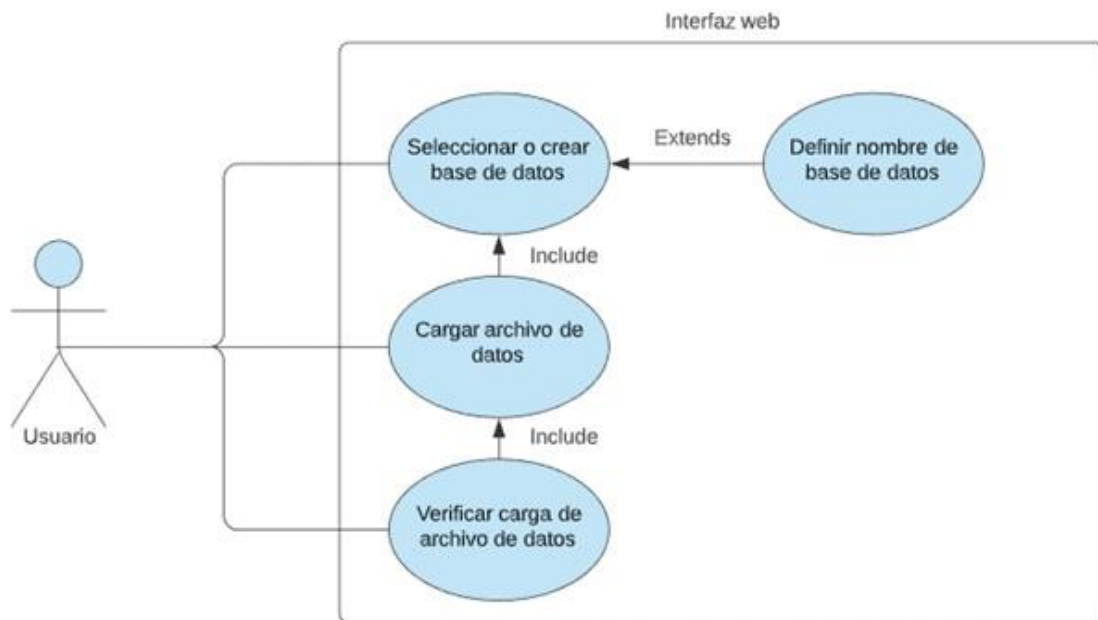 Interfaz web
Seleccionar o crear
base de datos
Extends
Definir nombre de
base de datos
Include
Cargar archivo de
datos
Usuario
Include
Verificar carga de
archivo de datos